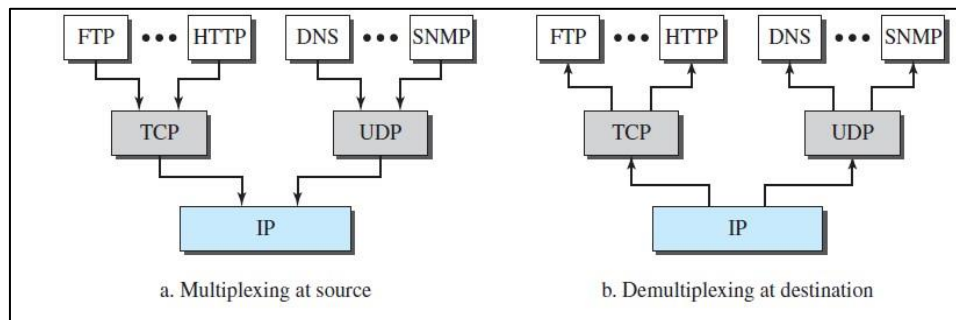 FTP ••• HTTP DNS ••• SNMP
TCP UDP
IP
a. Multiplexing at source
FTP ••• HTTP DNS ••• SNMP
TCP UDP
IP
b. Demultiplexing at destination